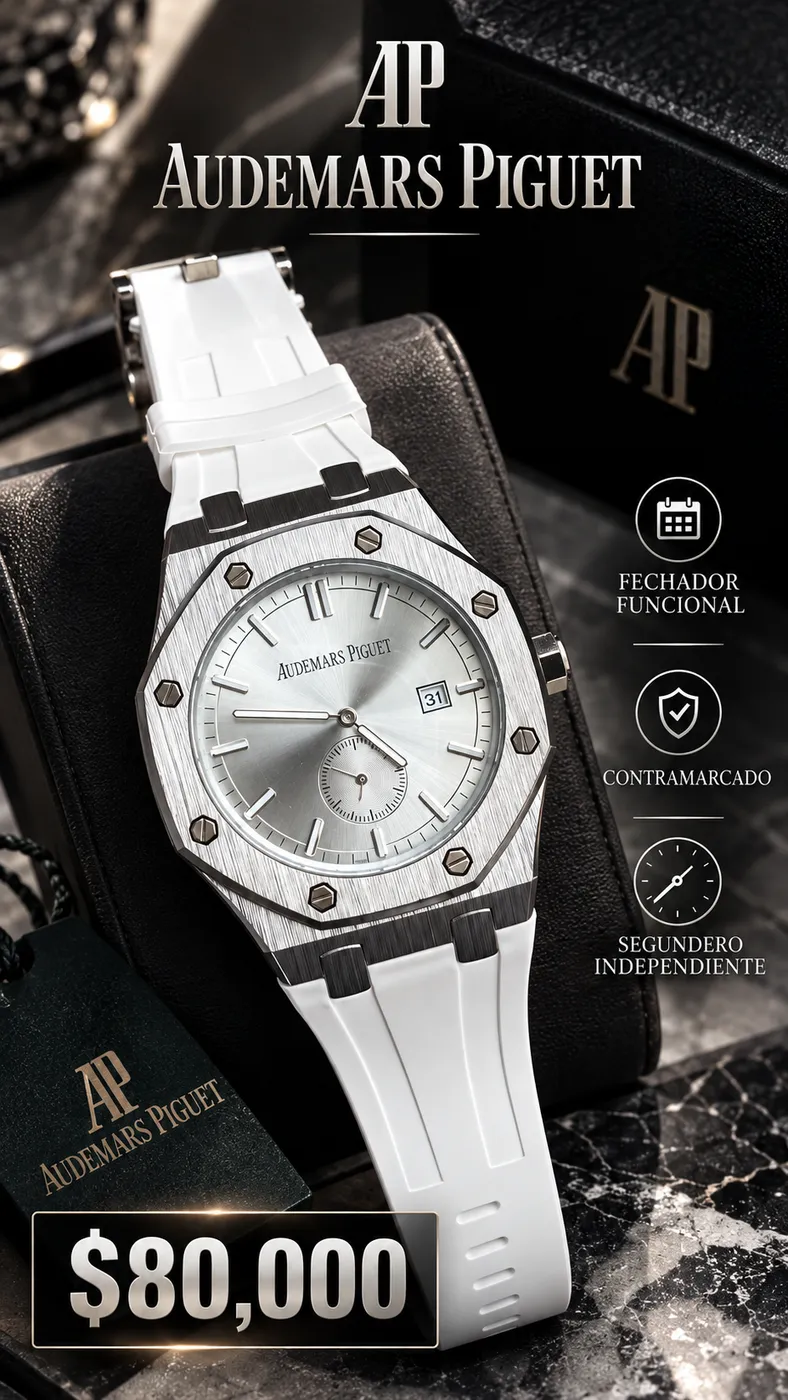 AP
AUDEMARS PIGUET
AP
FECHADOR
FUNCIONAL
AUDEMARS PIGUET
31
CONTRAMARCADO
SEGUNDERO
INDEPENDIENTE
AP
AUDEMARS PIGUET
$80,000